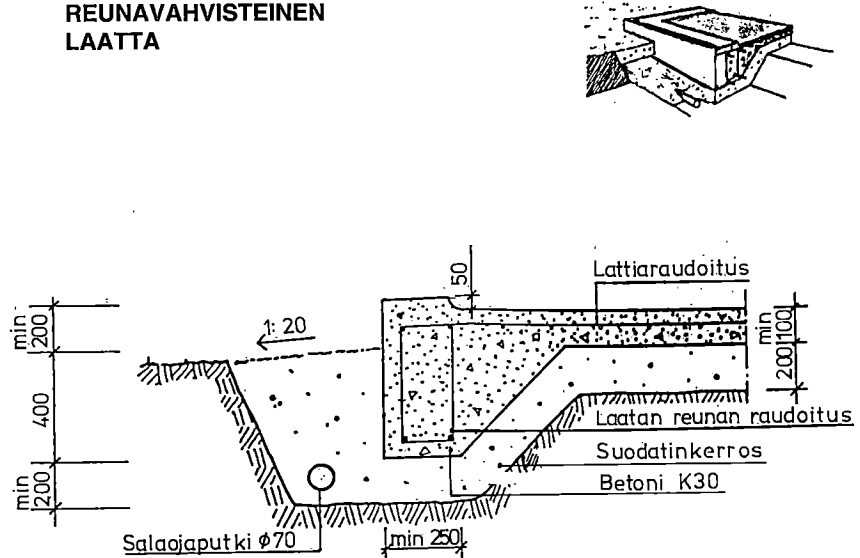 REUNAVAHVISTEINEN
LAATTA
50
Lattiaraudoitus
min 200
1:20
min
200 100
400
Laatan reunan raudoitus
Suodatinkerros
Betoni K30
min 200
Salaojaputki ⌀70
min 250